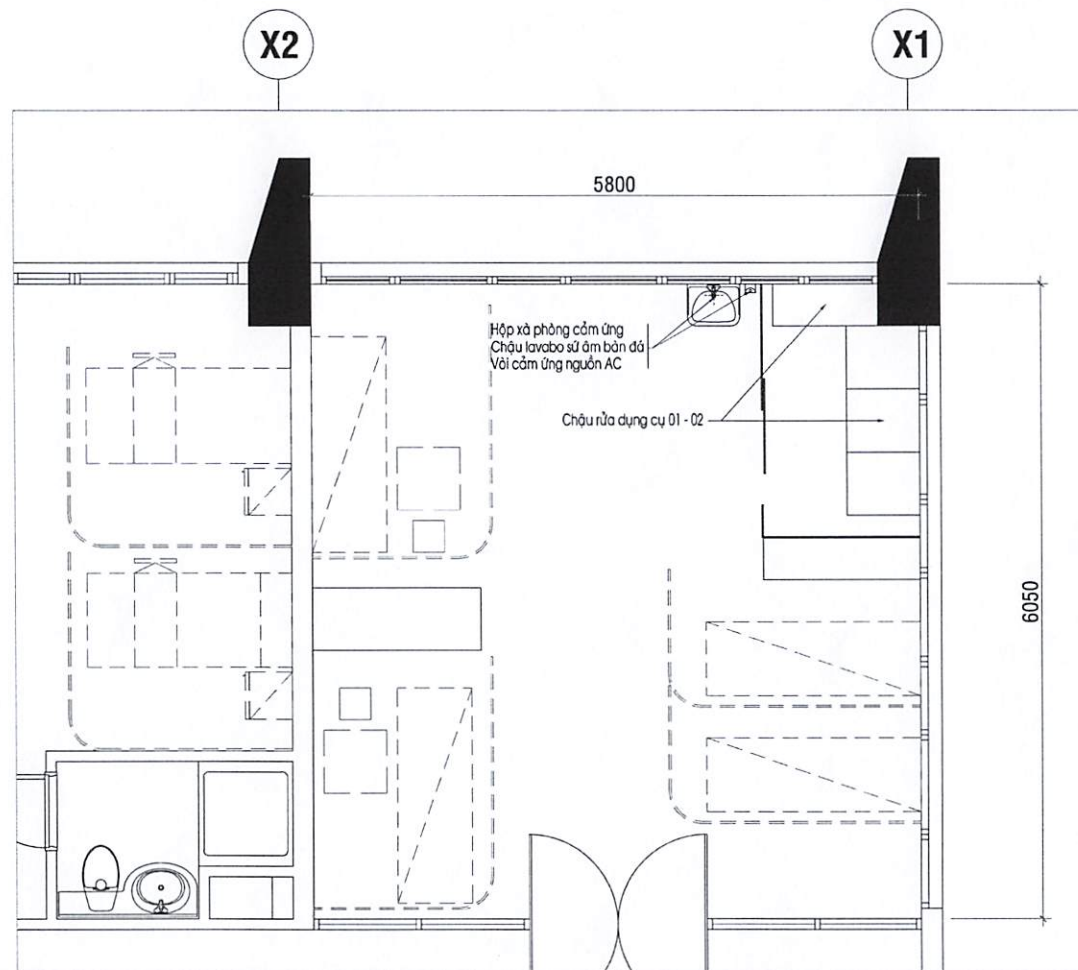 X2
X1
5800
Hộp xà phòng cảm ứng
Chậu lavabo sứ âm bàn đá
Vòi cảm ứng nguồn AC
Chậu rửa dụng cụ 01 - 02
6050